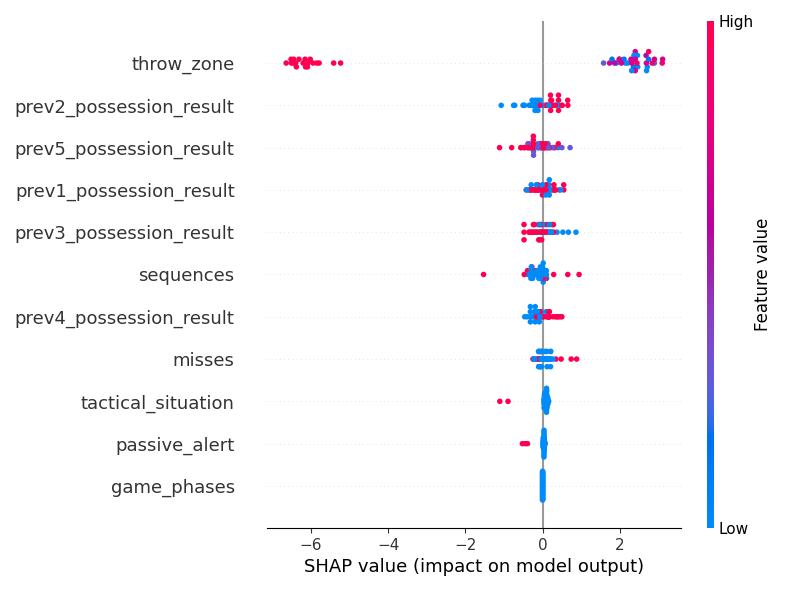 High
throw_zone
prev2_possession_result
prev5_possession_result
prev1_possession_result
prev3_possession_result
sequences
prev4_possession_result
misses
tactical_situation
passive_alert
game_phases
Feature value
Low
−6 −4 −2 0 2
SHAP value (impact on model output)